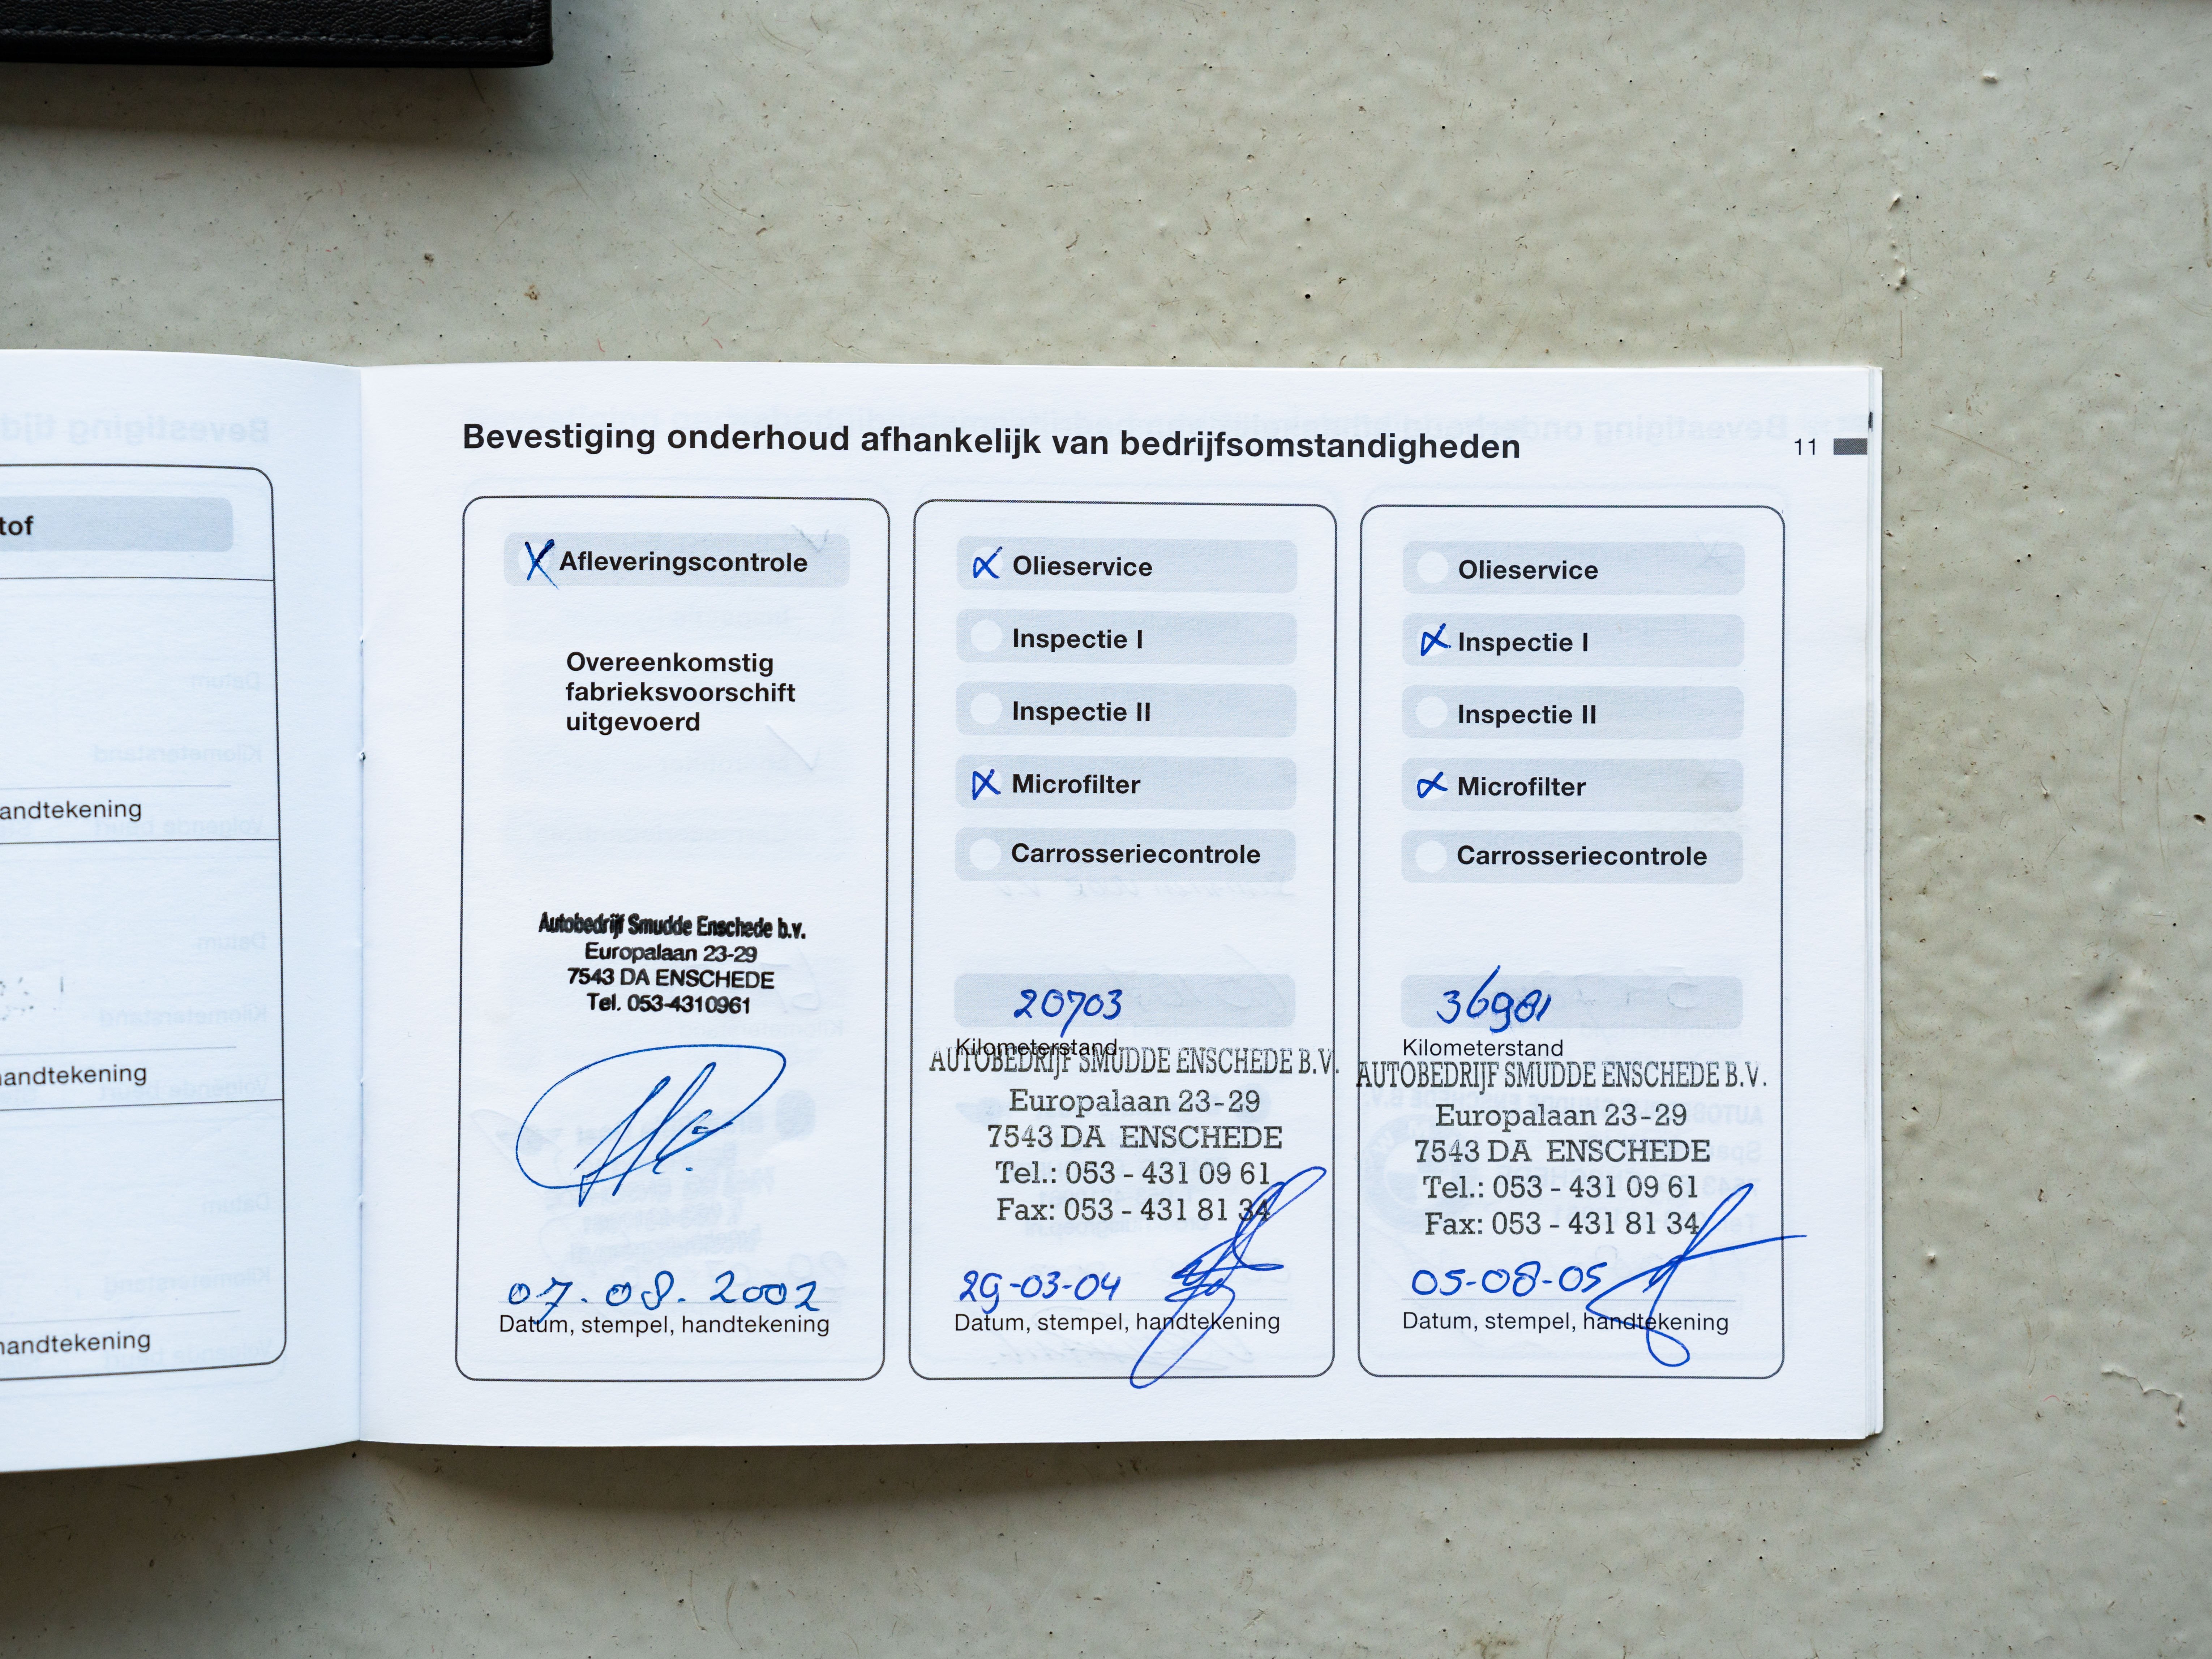 tof
andtekening
andtekening
handtekening
Bevestiging onderhoud afhankelijk van bedrijfsomstandigheden
11
X Afleveringscontrole
Overeenkomstig
fabrieksvoorschift
uitgevoerd
Autobedrijf Smudde Enschede b.v.
Europalaan 23-29
7543 DA ENSCHEDE
Tel. 053-4310961
07.08.2002
Datum, stempel, handtekening
X Olieservice
Inspectie I
Inspectie II
X Microfilter
Carrosseriecontrole
20703
Kilometerstand
AUTOBEDRIJF SMUDDE ENSCHEDE B.V.
Europalaan 23-29
7543 DA ENSCHEDE
Tel.: 053 - 431 09 61
Fax: 053 - 431 81 34
29-03-04
Datum, stempel, handtekening
Olieservice
X Inspectie I
Inspectie II
X Microfilter
Carrosseriecontrole
36981
Kilometerstand
AUTOBEDRIJF SMUDDE ENSCHEDE B.V.
Europalaan 23-29
7543 DA ENSCHEDE
Tel.: 053 - 431 09 61
Fax: 053 - 431 81 34
05-08-05
Datum, stempel, handtekening